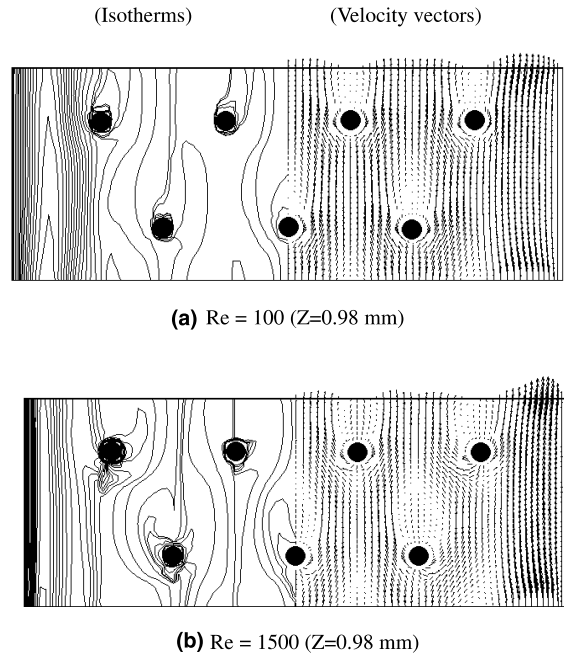 (Isotherms) (Velocity vectors)
(a) Re = 100 (Z=0.98 mm)
(b) Re = 1500 (Z=0.98 mm)